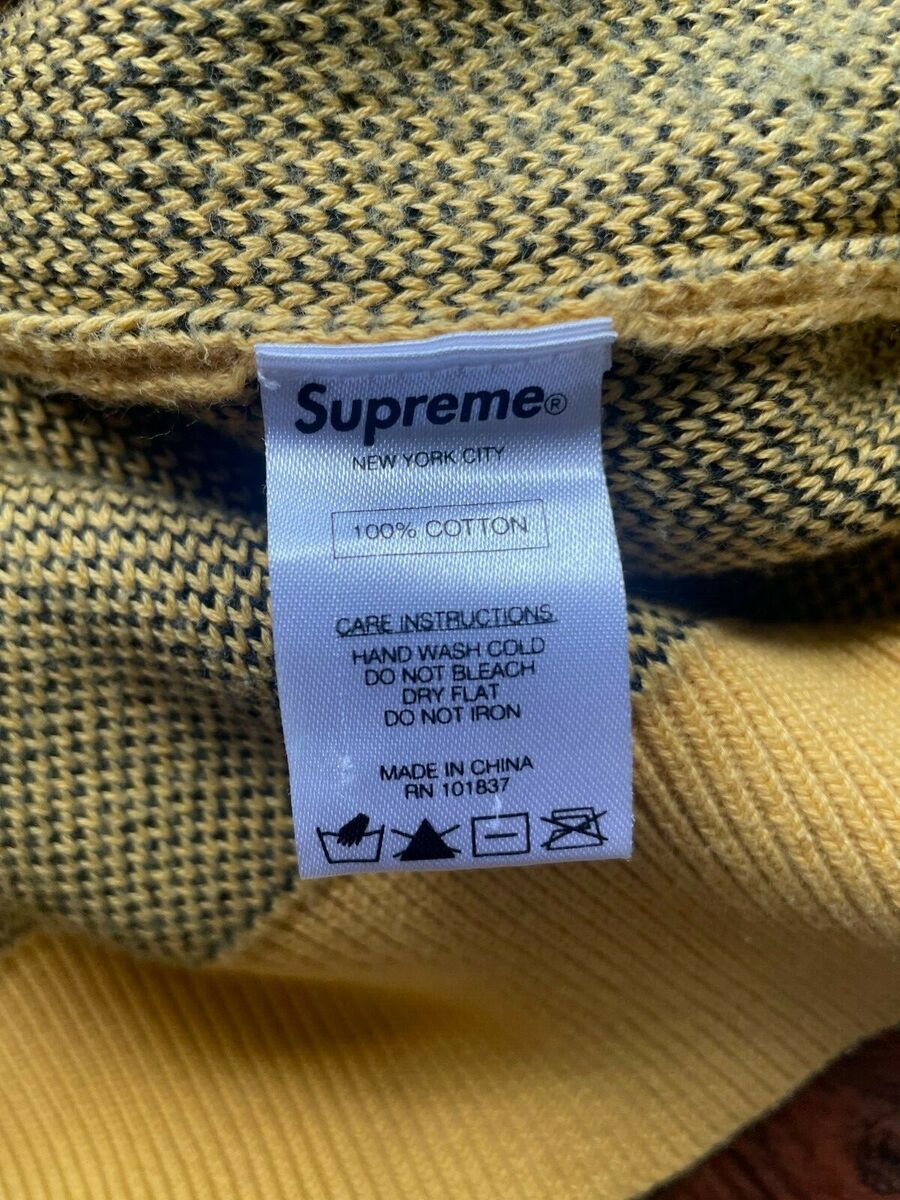 Supreme®
NEW YORK CITY
100% COTTON
CARE INSTRUCTIONS
HAND WASH COLD
DO NOT BLEACH
DRY FLAT
DO NOT IRON
MADE IN CHINA
RN 101837